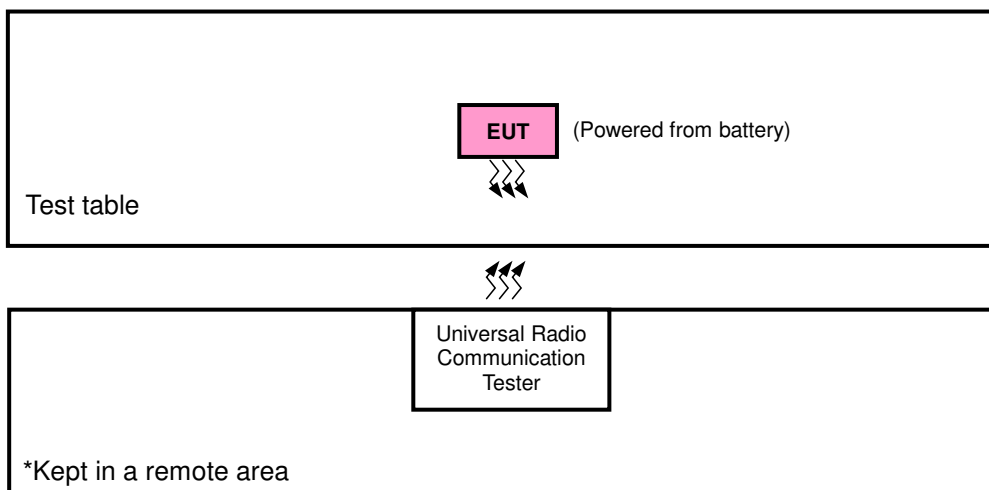 EUT
(Powered from battery)
Test table
Universal Radio
Communication
Tester
*Kept in a remote area